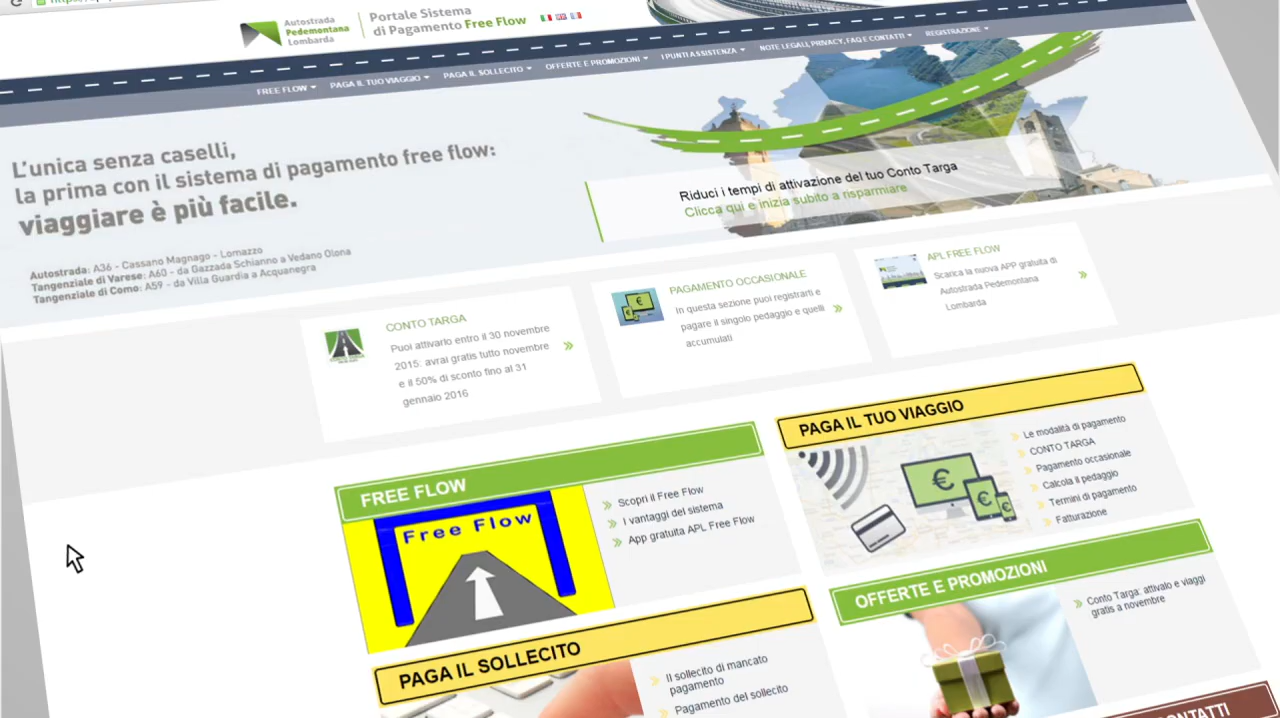 Autostrada
Pedemontana
Lombarda
Portale Sistema
di Pagamento Free Flow
FREE FLOW
PAGA IL TUO VIAGGIO
PAGA IL SOLLECITO
OFFERTE E PROMOZIONI
I PUNTI ASSISTENZA
NOTE LEGALI, PRIVACY, FAQ E CONTATTI
REGISTRAZIONE
L'unica senza caselli,
la prima con il sistema di pagamento free flow:
viaggiare è più facile.
Autostrada: A36 - Cassano Magnago - Lomazzo
Tangenziale di Varese: A60 - da Gazzada Schianno a Vedano Olona
Tangenziale di Como: A59 - da Villa Guardia a Acquanegra
Riduci i tempi di attivazione del tuo Conto Targa
Clicca qui e inizia subito a risparmiare
CONTO TARGA
Puoi attivarlo entro il 30 novembre
2015: avrai gratis tutto novembre
e il 50% di sconto fino al 31
gennaio 2016
PAGAMENTO OCCASIONALE
In questa sezione puoi registrarti e
pagare il singolo pedaggio e quelli
accumulati
APL FREE FLOW
Scarica la nuova APP gratuita di
Autostrada Pedemontana
Lombarda
FREE FLOW
Free Flow
Scopri il Free Flow
I vantaggi del sistema
App gratuita APL Free Flow
PAGA IL TUO VIAGGIO
Le modalità di pagamento
CONTO TARGA
Pagamento occasionale
Calcola il pedaggio
Termini di pagamento
Fatturazione
PAGA IL SOLLECITO
Il sollecito di mancato
pagamento
Pagamento del sollecito
OFFERTE E PROMOZIONI
Conto Targa: attivalo e viaggi
gratis a novembre